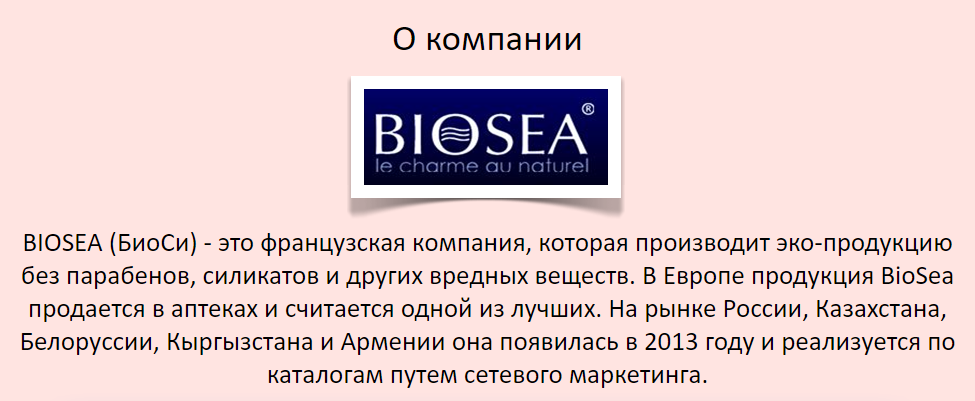 О компании
BIOSEA®
le charme au naturel
BIOSEA (БиоСи) - это французская компания, которая производит эко-продукцию
без парабенов, силикатов и других вредных веществ. В Европе продукция BioSea
продается в аптеках и считается одной из лучших. На рынке России, Казахстана,
Белоруссии, Кыргызстана и Армении она появилась в 2013 году и реализуется по
каталогам путем сетевого маркетинга.